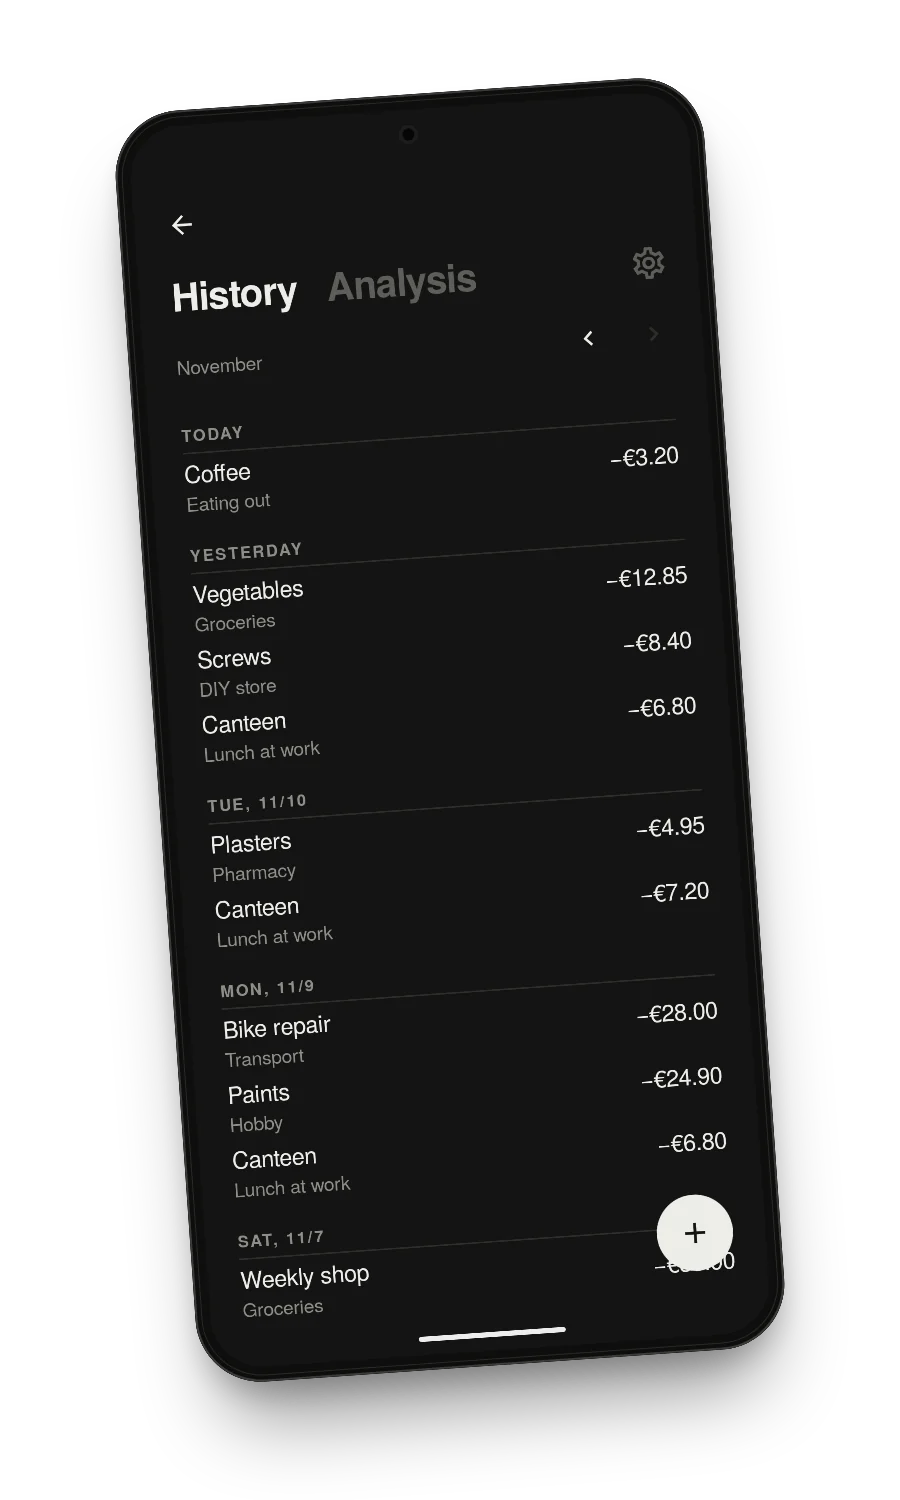 History Analysis
November
TODAY
Coffee –€3.20
Eating out
YESTERDAY
Vegetables –€12.85
Groceries
Screws –€8.40
DIY store
Canteen –€6.80
Lunch at work
TUE, 11/10
Plasters –€4.95
Pharmacy
Canteen –€7.20
Lunch at work
MON, 11/9
Bike repair –€28.00
Transport
Paints –€24.90
Hobby
Canteen –€6.80
Lunch at work
SAT, 11/7
Weekly shop
Groceries